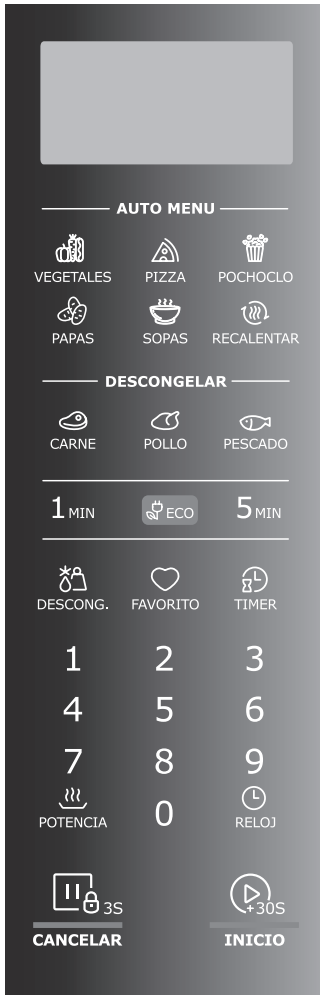 AUTO MENU
VEGETALES PIZZA POCHOCLO
PAPAS SOPAS RECALENTAR
DESCONGELAR
CARNE POLLO PESCADO
1 MIN ECO 5 MIN
DESCONG. FAVORITO TIMER
1 2 3
4 5 6
7 8 9
POTENCIA 0 RELOJ
3S +30S
CANCELAR INICIO